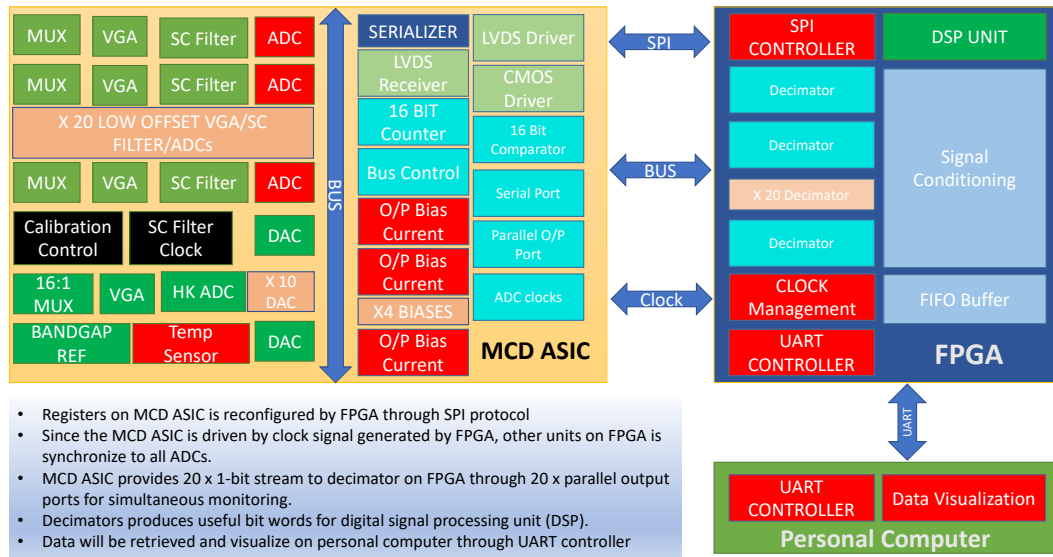 MUX
VGA
SC Filter
ADC
MUX
VGA
SC Filter
ADC
X 20 LOW OFFSET VGA/SC
FILTER/ADCs
MUX
VGA
SC Filter
ADC
Calibration
Control
SC Filter
Clock
DAC
16:1
MUX
VGA
HK ADC
X 10
DAC
BANDGAP
REF
Temp
Sensor
DAC
BUS
SERIALIZER
LVDS
Receiver
16 BIT
Counter
Bus Control
O/P Bias
Current
O/P Bias
Current
X4 BIASES
O/P Bias
Current
LVDS Driver
CMOS
Driver
16 Bit
Comparator
Serial Port
Parallel O/P
Port
ADC clocks
MCD ASIC
SPI
BUS
Clock
SPI
CONTROLLER
Decimator
Decimator
X 20 Decimator
Decimator
CLOCK
Management
UART
CONTROLLER
DSP UNIT
Signal
Conditioning
FIFO Buffer
FPGA
UART
UART
CONTROLLER
Data Visualization
Personal Computer
• Registers on MCD ASIC is reconfigured by FPGA through SPI protocol
• Since the MCD ASIC is driven by clock signal generated by FPGA, other units on FPGA is
synchronize to all ADCs.
• MCD ASIC provides 20 x 1-bit stream to decimator on FPGA through 20 x parallel output
ports for simultaneous monitoring.
• Decimators produces useful bit words for digital signal processing unit (DSP).
• Data will be retrieved and visualize on personal computer through UART controller